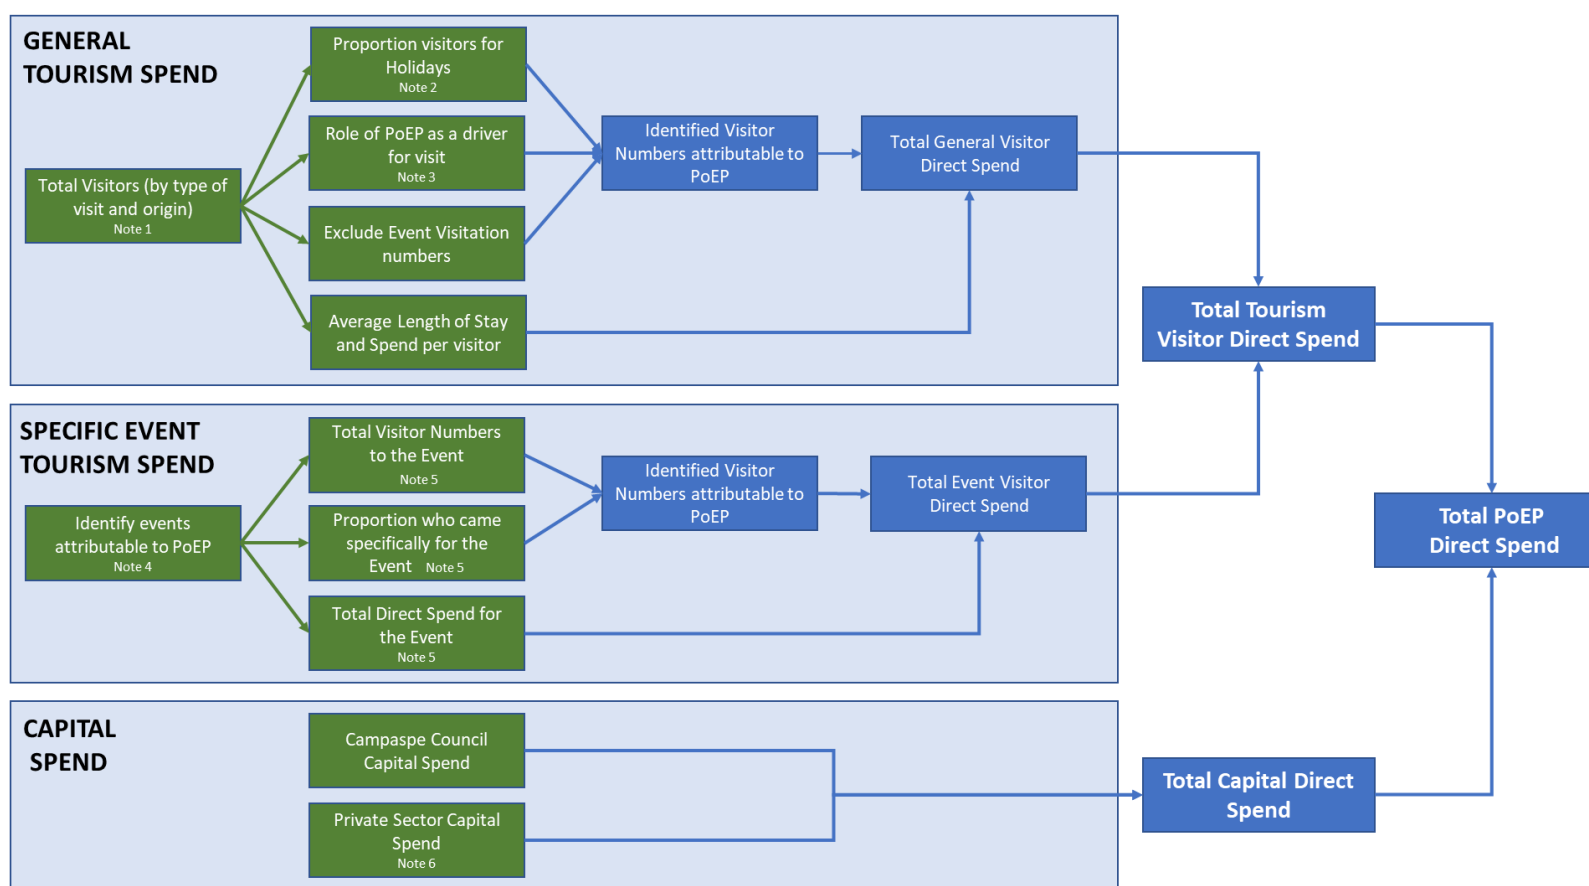 GENERAL
TOURISM SPEND
Total Visitors (by type of
visit and origin)
Note 1
Proportion visitors for
Holidays
Note 2
Role of PoEP as a driver
for visit
Note 3
Exclude Event Visitation
numbers
Average Length of Stay
and Spend per visitor
Identified Visitor
Numbers attributable to
PoEP
Total General Visitor
Direct Spend
SPECIFIC EVENT
TOURISM SPEND
Identify events
attributable to PoEP
Note 4
Total Visitor Numbers
to the Event
Note 5
Proportion who came
specifically for the
Event Note 5
Total Direct Spend for
the Event
Note 5
Identified Visitor
Numbers attributable to
PoEP
Total Event Visitor
Direct Spend
CAPITAL
SPEND
Campaspe Council
Capital Spend
Private Sector Capital
Spend
Note 6
Total Tourism
Visitor Direct Spend
Total Capital Direct
Spend
Total PoEP
Direct Spend